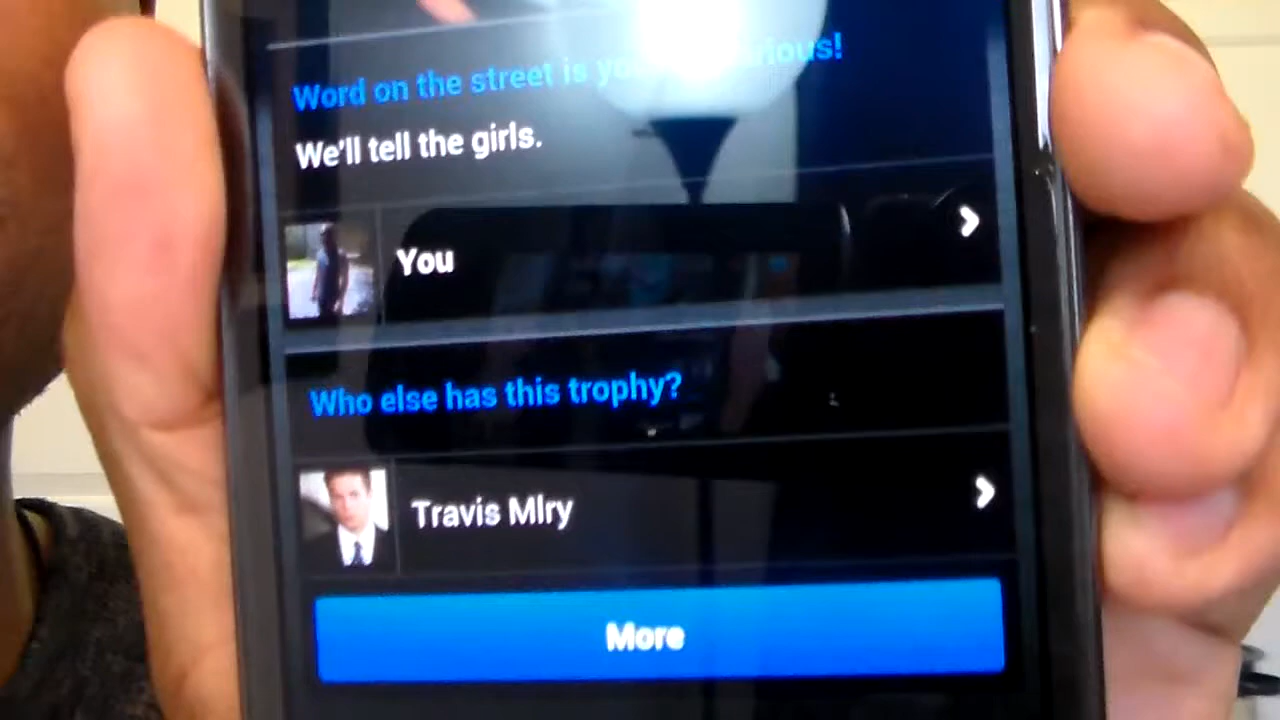 Word on the street is
We'll tell the girls.
You
Who else has this trophy?
Travis Mlry
More